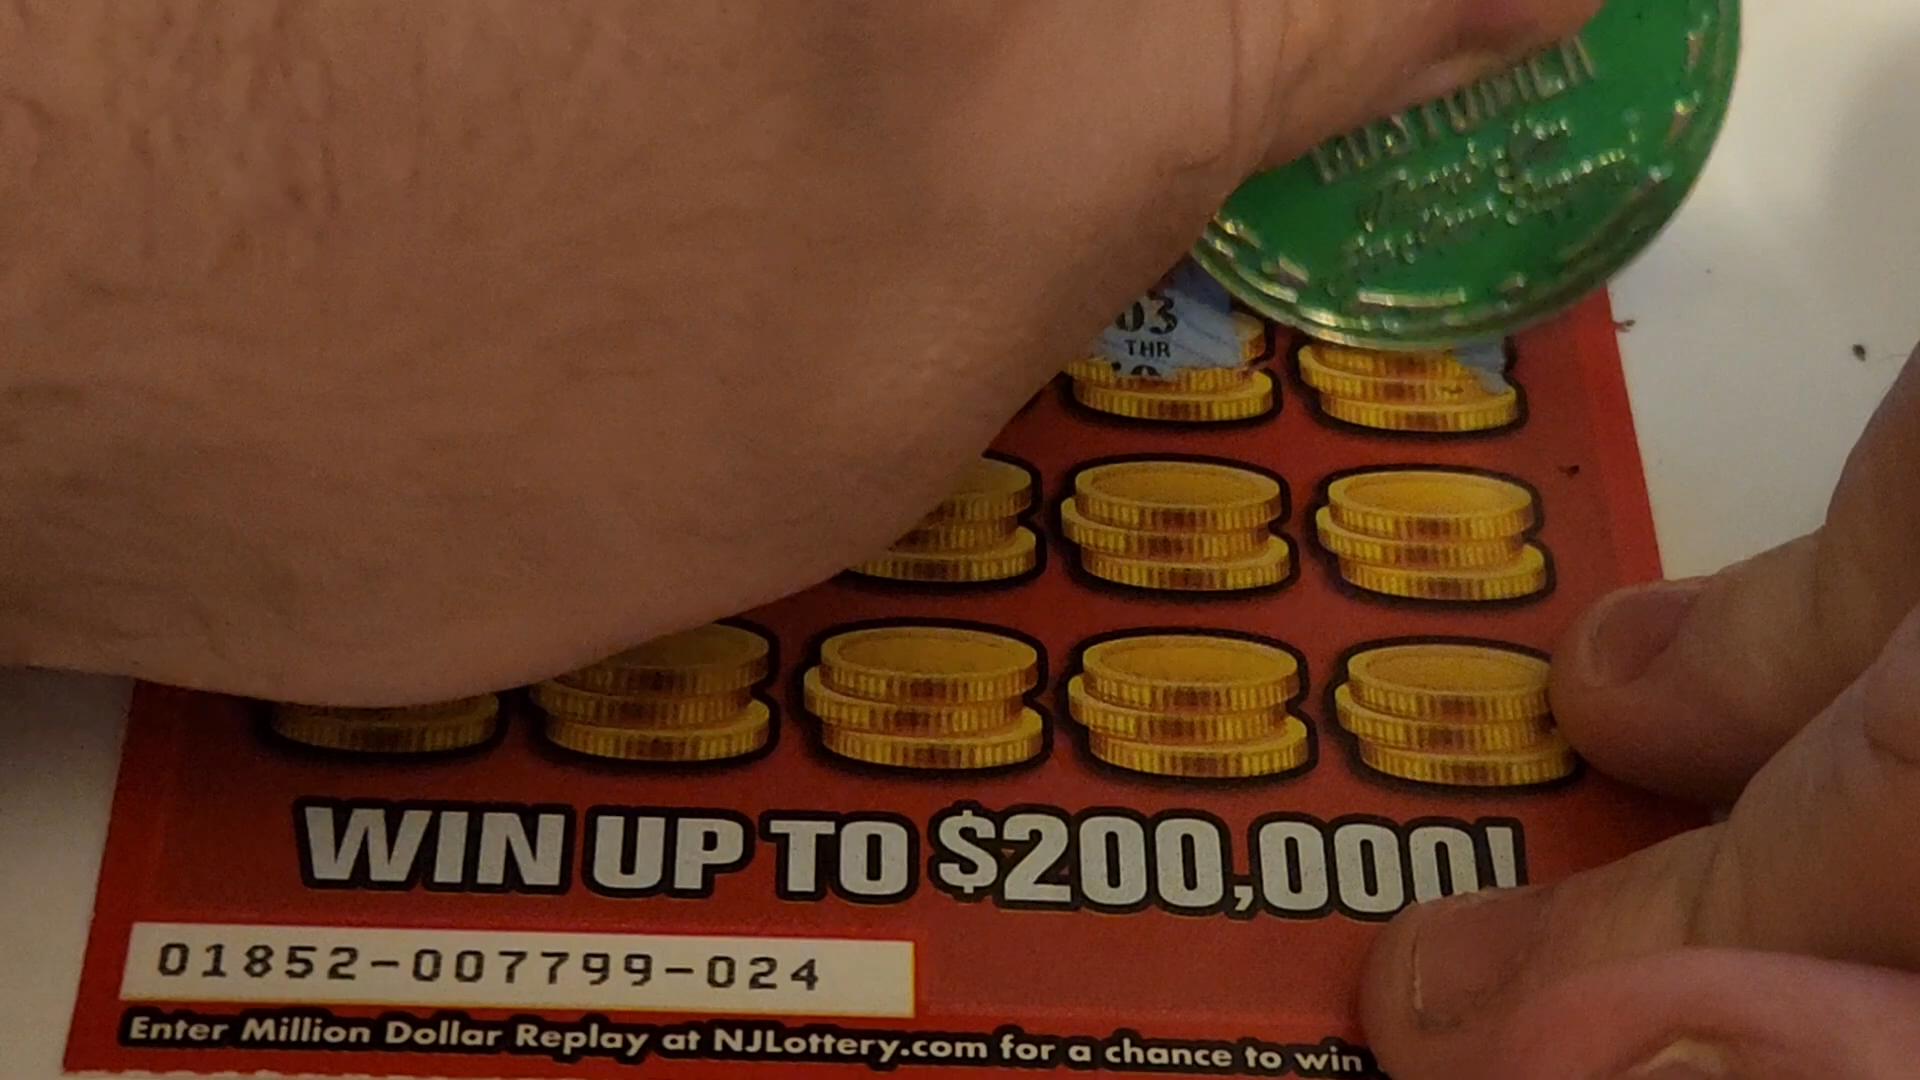 03
THR
WIN UP TO $200,000!
01852-007799-024
Enter Million Dollar Replay at NJLottery.com for a chance to win